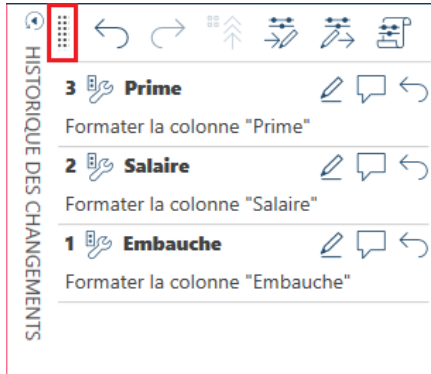 HISTORIQUE DES CHANGEMENTS
3 Prime
Formater la colonne "Prime"
2 Salaire
Formater la colonne "Salaire"
1 Embauche
Formater la colonne "Embauche"